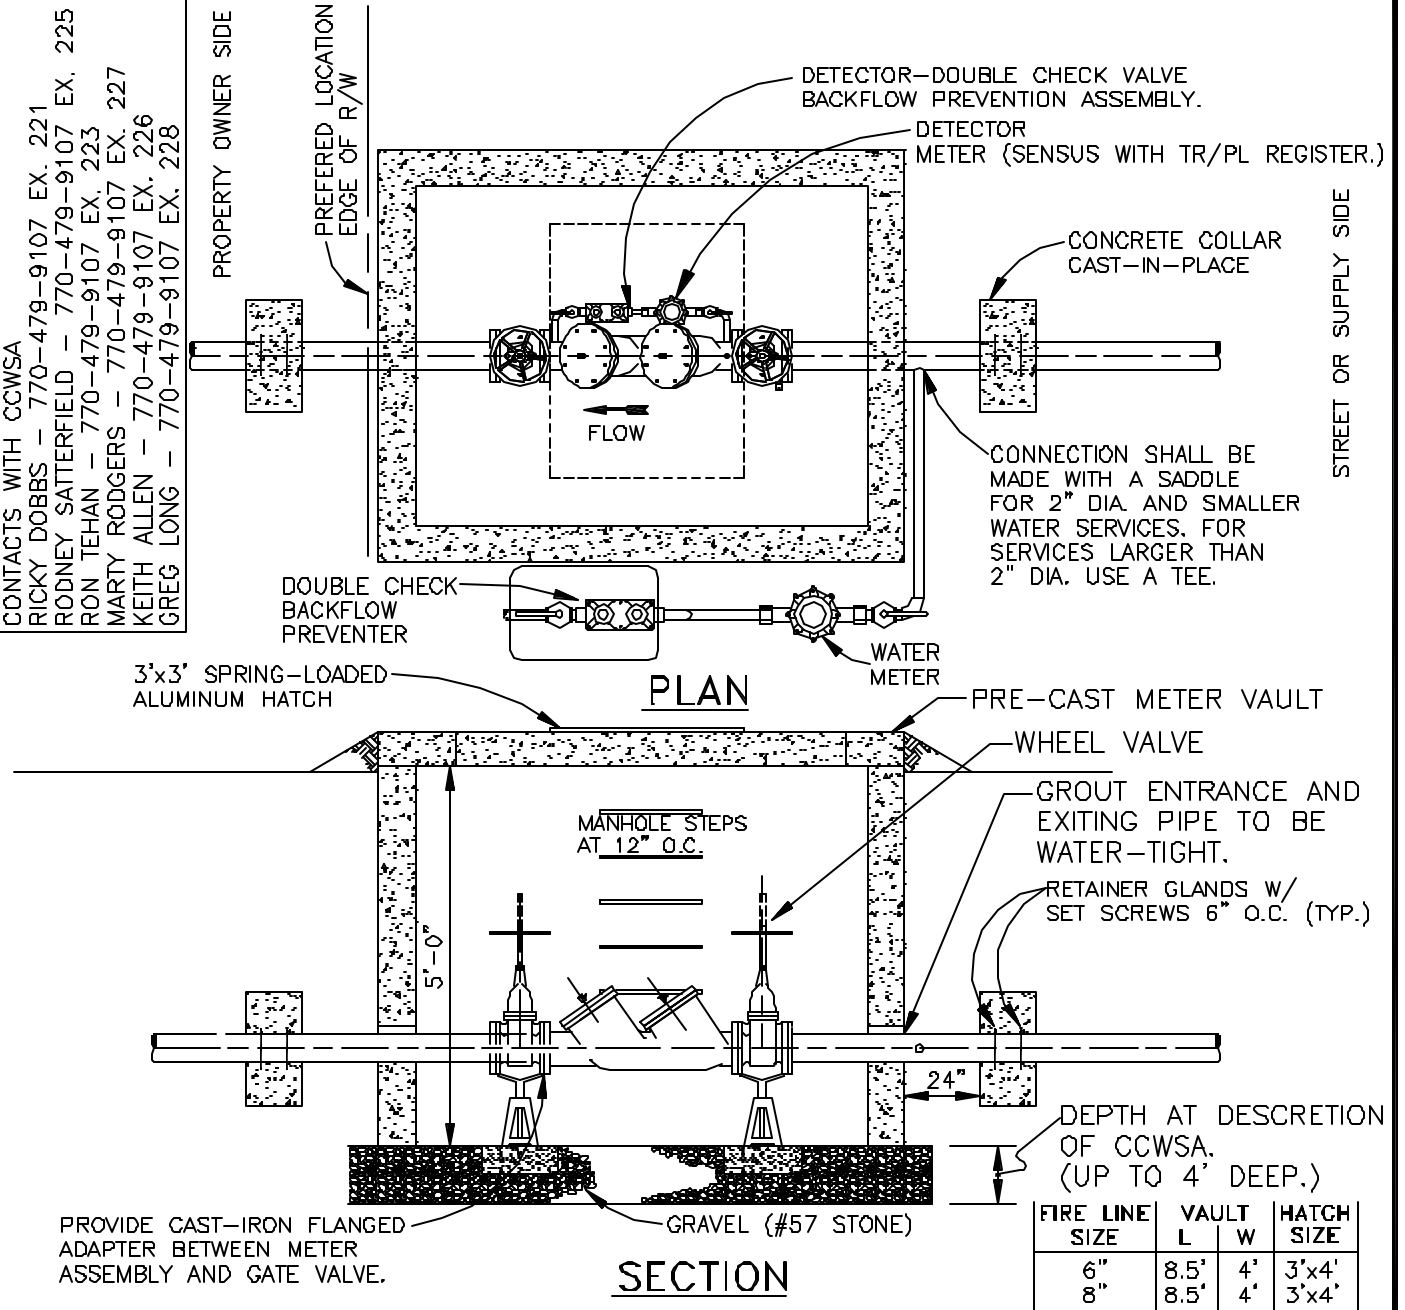 CONTACTS WITH CCWSA
RICKY DOBBS - 770-479-9107 EX. 221
RODNEY SATTERFIELD - 770-479-9107 EX. 225
RON TEHAN - 770-479-9107 EX. 223
MARTY RODGERS - 770-479-9107 EX. 227
KEITH ALLEN - 770-479-9107 EX. 226
GREG LONG - 770-479-9107 EX. 228
PROPERTY OWNER SIDE
PREFERED LOCATION
EDGE OF R/W
DETECTOR-DOUBLE CHECK VALVE
BACKFLOW PREVENTION ASSEMBLY.
DETECTOR
METER (SENSUS WITH TR/PL REGISTER.)
CONCRETE COLLAR
CAST-IN-PLACE
STREET OR SUPPLY SIDE
FLOW
CONNECTION SHALL BE
MADE WITH A SADDLE
FOR 2" DIA. AND SMALLER
WATER SERVICES. FOR
SERVICES LARGER THAN
2" DIA. USE A TEE.
DOUBLE CHECK
BACKFLOW
PREVENTER
WATER
METER
PLAN
3'x3' SPRING-LOADED
ALUMINUM HATCH
PRE-CAST METER VAULT
WHEEL VALVE
GROUT ENTRANCE AND
EXITING PIPE TO BE
WATER-TIGHT.
MANHOLE STEPS
AT 12" O.C.
RETAINER GLANDS W/
SET SCREWS 6" O.C. (TYP.)
5'-0"
24"
DEPTH AT DESCRETION
OF CCWSA.
(UP TO 4' DEEP.)
PROVIDE CAST-IRON FLANGED
ADAPTER BETWEEN METER
ASSEMBLY AND GATE VALVE.
GRAVEL (#57 STONE)
SECTION
FIRE LINE VAULT HATCH
SIZE L W SIZE
6" 8.5' 4' 3'x4'
8" 8.5' 4' 3'x4'